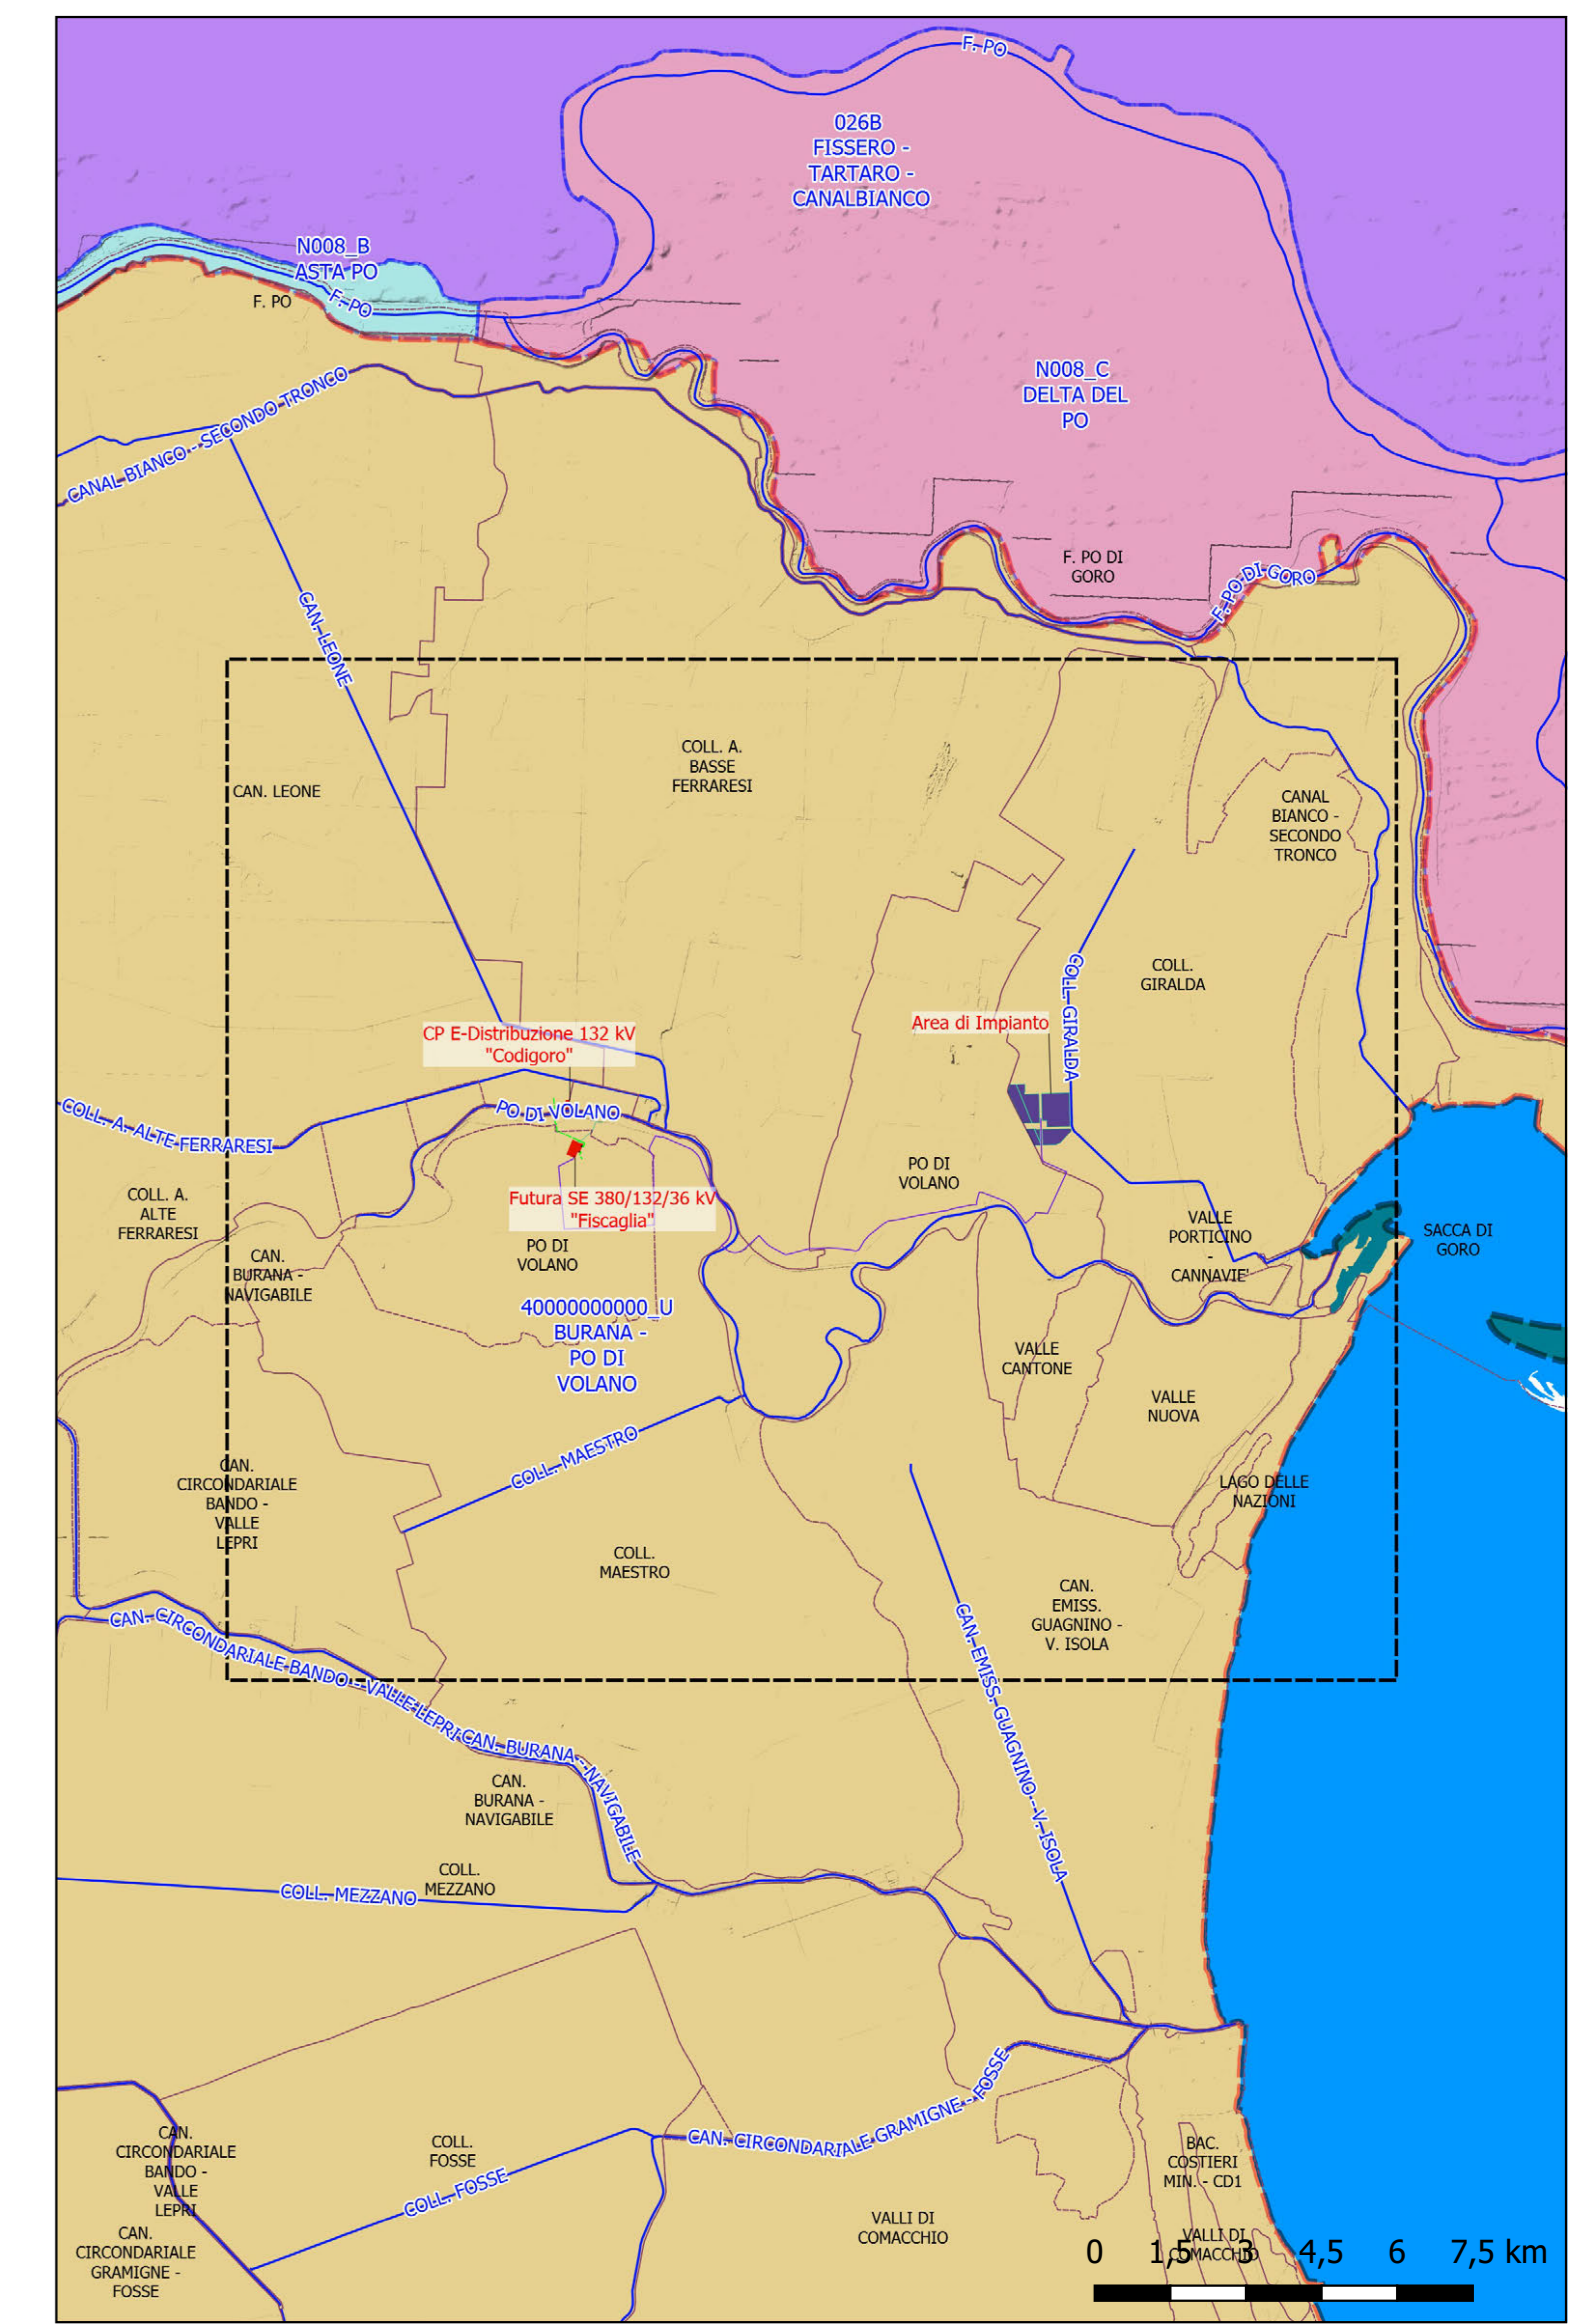 F. PO
026B
FISSERO -
TARTARO -
CANALBIANCO
N008_B
ASTA PO
F. PO
F. PO
N008_C
DELTA DEL
PO
CANAL BIANCO - SECONDO TRONCO
F. PO DI
GORO
F. PO DI GORO
CAN. LEONE
COLL. A.
BASSE
FERRARESI
CAN. LEONE
CANAL
BIANCO -
SECONDO
TRONCO
COLL.
GIRALDA
COLL. GIRALDA
Area di Impianto
CP E-Distribuzione 132 kV
"Codigoro"
COLL. A. ALTE FERRARESI
PO DI VOLANO
PO DI
VOLANO
Futura SE 380/132/36 kV
"Fiscaglia"
COLL. A.
ALTE
FERRARESI
VALLE
PORTICINO
-
CANNAVIE'
SACCA DI
GORO
CAN.
BURANA -
NAVIGABILE
PO DI
VOLANO
40000000000_U
BURANA -
PO DI
VOLANO
VALLE
CANTONE
VALLE
NUOVA
COLL. MAESTRO
CAN.
CIRCONDARIALE
BANDO -
VALLE
LEPRI
LAGO DELLE
NAZIONI
COLL.
MAESTRO
CAN.
EMISS.
GUAGNINO -
V. ISOLA
CAN. EMISS. GUAGNINO - V. ISOLA
CAN. CIRCONDARIALE BANDO - VALLE LEPRI
CAN. BURANA - NAVIGABILE
CAN.
BURANA -
NAVIGABILE
COLL.
MEZZANO
COLL. MEZZANO
CAN. CIRCONDARIALE GRAMIGNE - FOSSE
CAN.
CIRCONDARIALE
BANDO -
VALLE
LEPRI
COLL.
FOSSE
COLL. FOSSE
BAC.
COSTIERI
MIN. - CD1
CAN.
CIRCONDARIALE
GRAMIGNE -
FOSSE
VALLI DI
COMACCHIO
VALLI DI
COMACCHIO
0 1,5 3 4,5 6 7,5 km